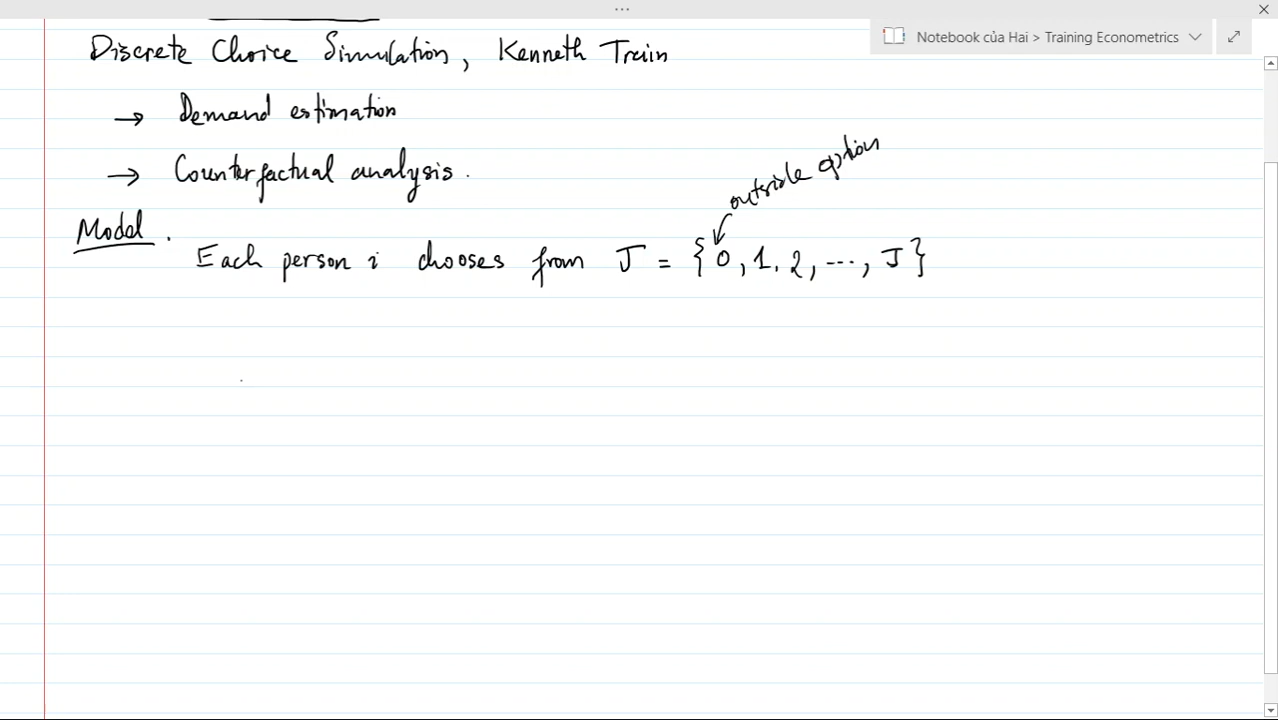 Notebook của Hai > Training Econometrics
Discrete Choice Simulation, Kenneth Train
→ Demand estimation
→ Counterfactual analysis.
outside option
Model.
Each person i chooses from J = {0, 1, 2, ..., J}